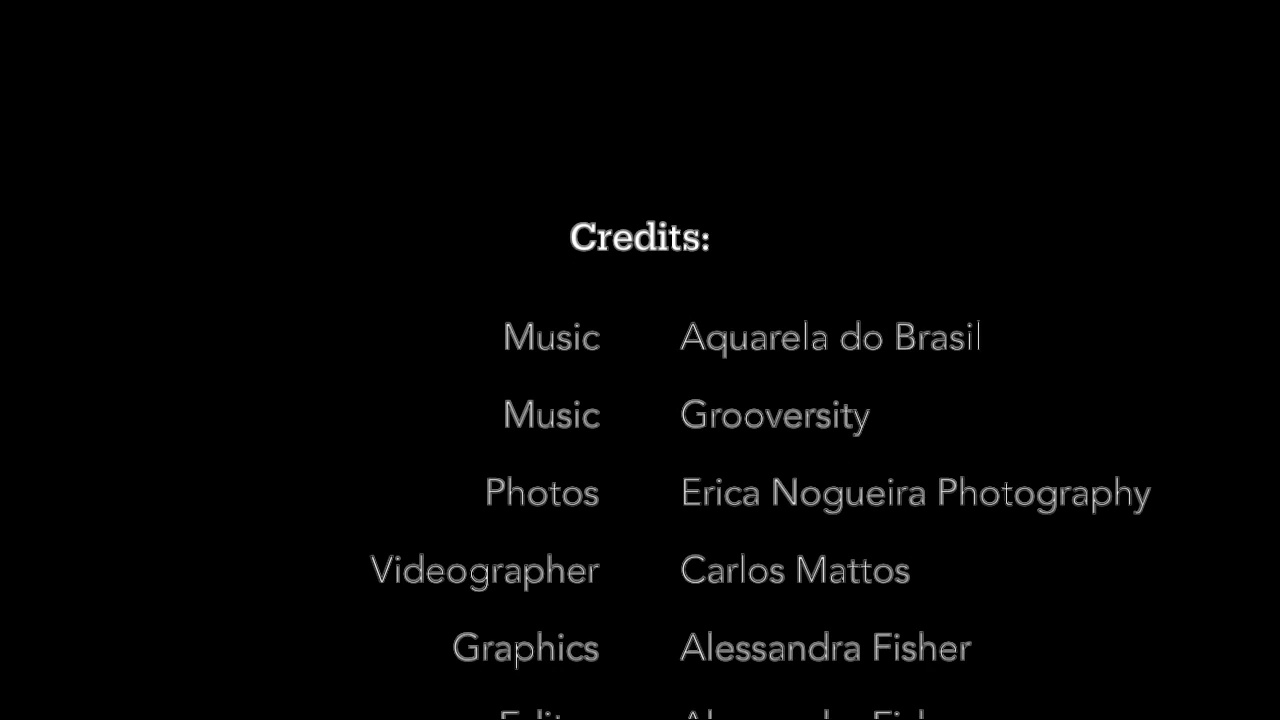 Credits:
Music Aquarela do Brasil
Music Grooversity
Photos Erica Nogueira Photography
Videographer Carlos Mattos
Graphics Alessandra Fisher